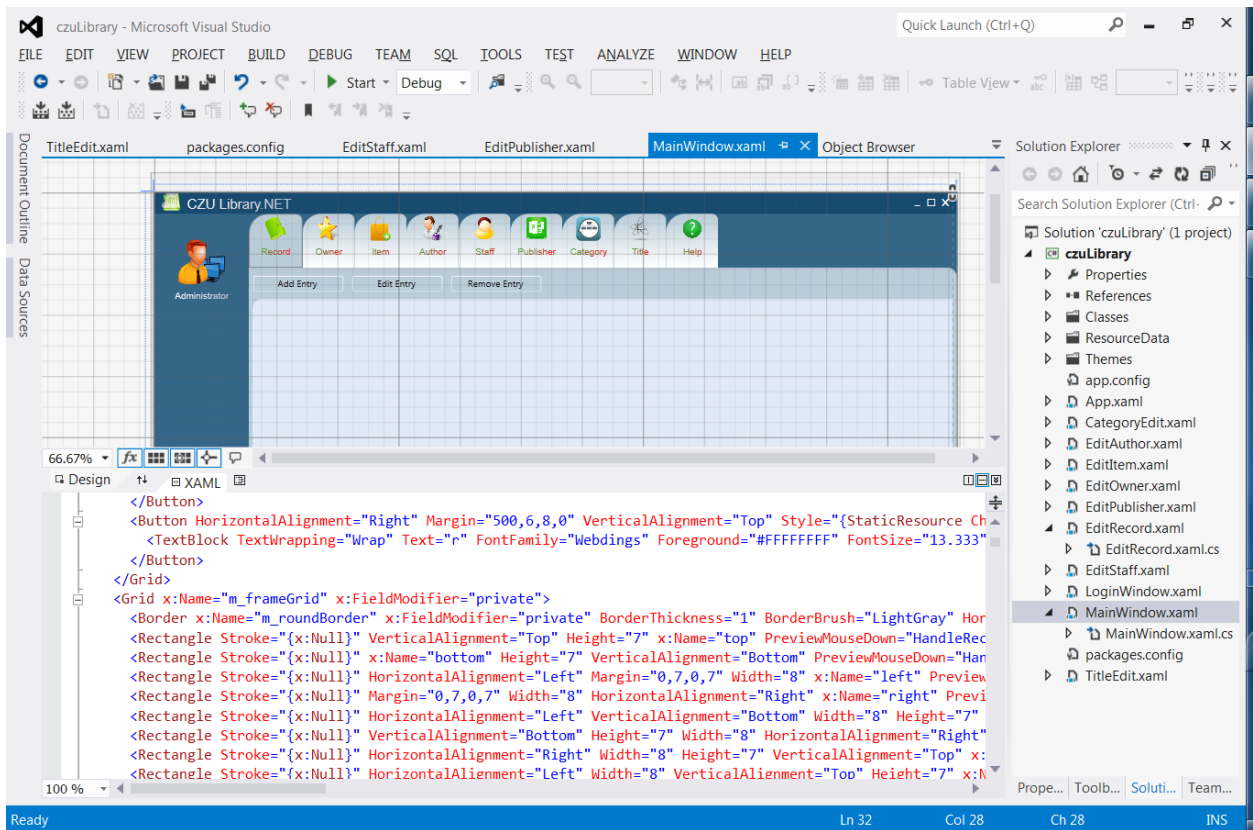 czuLibrary - Microsoft Visual Studio
Quick Launch (Ctrl+Q)
FILE EDIT VIEW PROJECT BUILD DEBUG TEAM SQL TOOLS TEST ANALYZE WINDOW HELP
Start Debug Table View
Document Outline
Data Sources
TitleEdit.xaml packages.config EditStaff.xaml EditPublisher.xaml MainWindow.xaml Object Browser
CZU Library.NET
Record Owner Item Author Staff Publisher Category Title Help
Administrator
Add Entry Edit Entry Remove Entry
66.67% fx
Design XAML
</Button>
<Button HorizontalAlignment="Right" Margin="500,6,8,0" VerticalAlignment="Top" Style="{StaticResource Ch
<TextBlock TextWrapping="Wrap" Text="r" FontFamily="Webdings" Foreground="#FFFFFFFF" FontSize="13.333"
</Button>
</Grid>
<Grid x:Name="m_frameGrid" x:FieldModifier="private">
<Border x:Name="m_roundBorder" x:FieldModifier="private" BorderThickness="1" BorderBrush="LightGray" Hor
<Rectangle Stroke="{x:Null}" VerticalAlignment="Top" Height="7" x:Name="top" PreviewMouseDown="HandleRec
<Rectangle Stroke="{x:Null}" x:Name="bottom" Height="7" VerticalAlignment="Bottom" PreviewMouseDown="Han
<Rectangle Stroke="{x:Null}" HorizontalAlignment="Left" Margin="0,7,0,7" Width="8" x:Name="left" Preview
<Rectangle Stroke="{x:Null}" Margin="0,7,0,7" Width="8" HorizontalAlignment="Right" x:Name="right" Previ
<Rectangle Stroke="{x:Null}" HorizontalAlignment="Left" VerticalAlignment="Bottom" Width="8" Height="7"
<Rectangle Stroke="{x:Null}" VerticalAlignment="Bottom" Height="7" Width="8" HorizontalAlignment="Right"
<Rectangle Stroke="{x:Null}" HorizontalAlignment="Right" Width="8" Height="7" VerticalAlignment="Top" x:
<Rectangle Stroke="{x:Null}" HorizontalAlignment="Left" Width="8" VerticalAlignment="Top" Height="7" x:N
100 %
Solution Explorer
Search Solution Explorer (Ctrl-
Solution 'czuLibrary' (1 project)
czuLibrary
Properties
References
Classes
ResourceData
Themes
app.config
App.xaml
CategoryEdit.xaml
EditAuthor.xaml
EditItem.xaml
EditOwner.xaml
EditPublisher.xaml
EditRecord.xaml
EditRecord.xaml.cs
EditStaff.xaml
LoginWindow.xaml
MainWindow.xaml
MainWindow.xaml.cs
packages.config
TitleEdit.xaml
Prope... Toolb... Soluti... Team...
Ready Ln 32 Col 28 Ch 28 INS